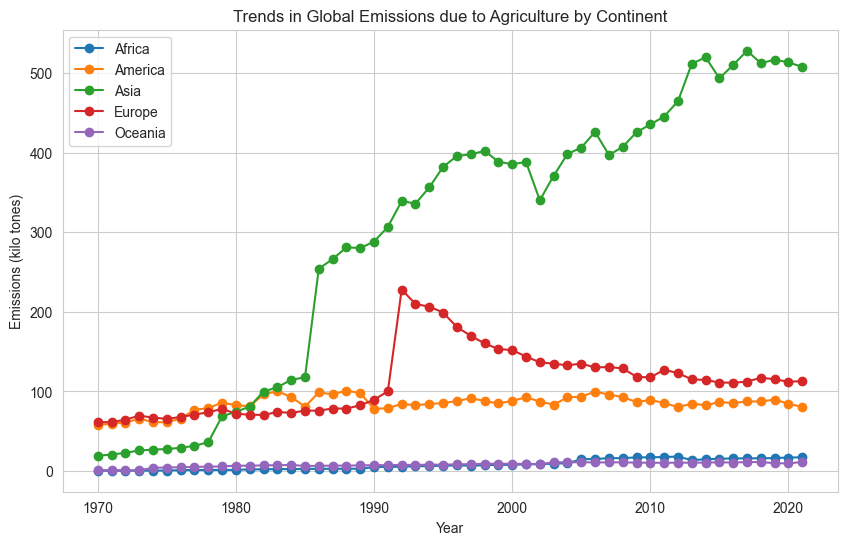 Trends in Global Emissions due to Agriculture by Continent
Africa
America
Asia
Europe
Oceania
500
400
300
200
100
0
Emissions (kilo tones)
1970 1980 1990 2000 2010 2020
Year